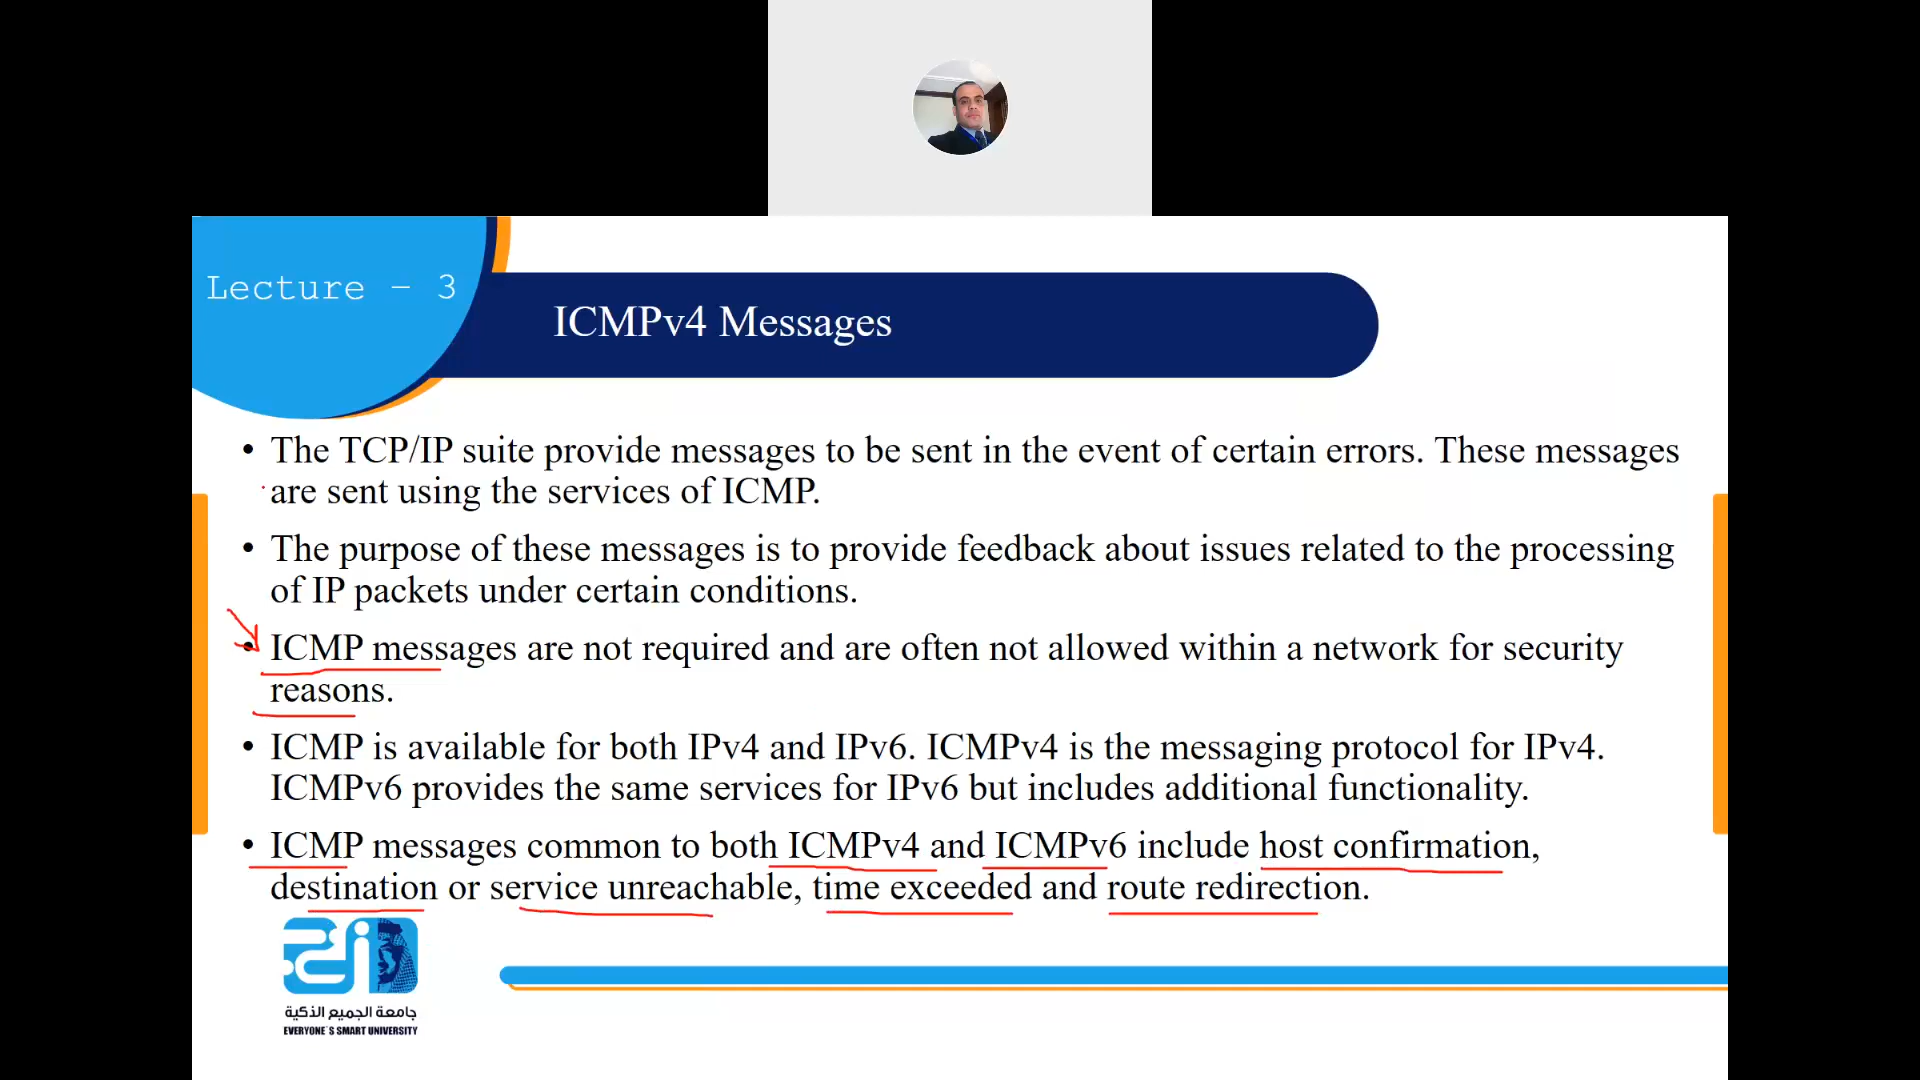 Lecture - 3
ICMPv4 Messages
• The TCP/IP suite provide messages to be sent in the event of certain errors. These messages
are sent using the services of ICMP.
• The purpose of these messages is to provide feedback about issues related to the processing
of IP packets under certain conditions.
• ICMP messages are not required and are often not allowed within a network for security
reasons.
• ICMP is available for both IPv4 and IPv6. ICMPv4 is the messaging protocol for IPv4.
ICMPv6 provides the same services for IPv6 but includes additional functionality.
• ICMP messages common to both ICMPv4 and ICMPv6 include host confirmation,
destination or service unreachable, time exceeded and route redirection.
جامعة الجميع الذكية
EVERYONE'S SMART UNIVERSITY